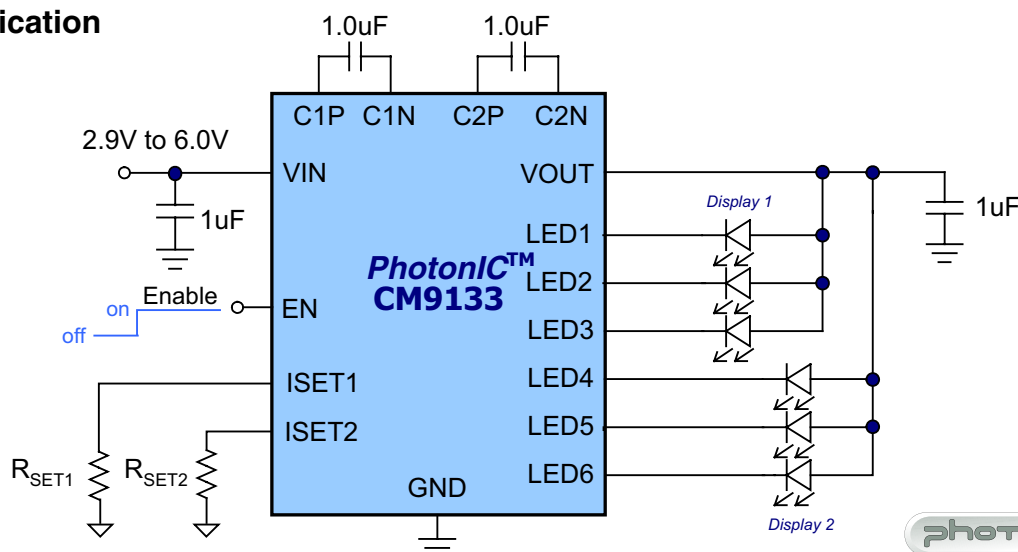 1.0uF 1.0uF
C1P C1N C2P C2N
2.9V to 6.0V
VIN VOUT
1uF
1uF
Display 1
LED1
PhotonIC™
CM9133
LED2
Enable
on
off
EN
LED3
ISET1
LED4
ISET2
LED5
RSET1 RSET2
LED6
GND
Display 2